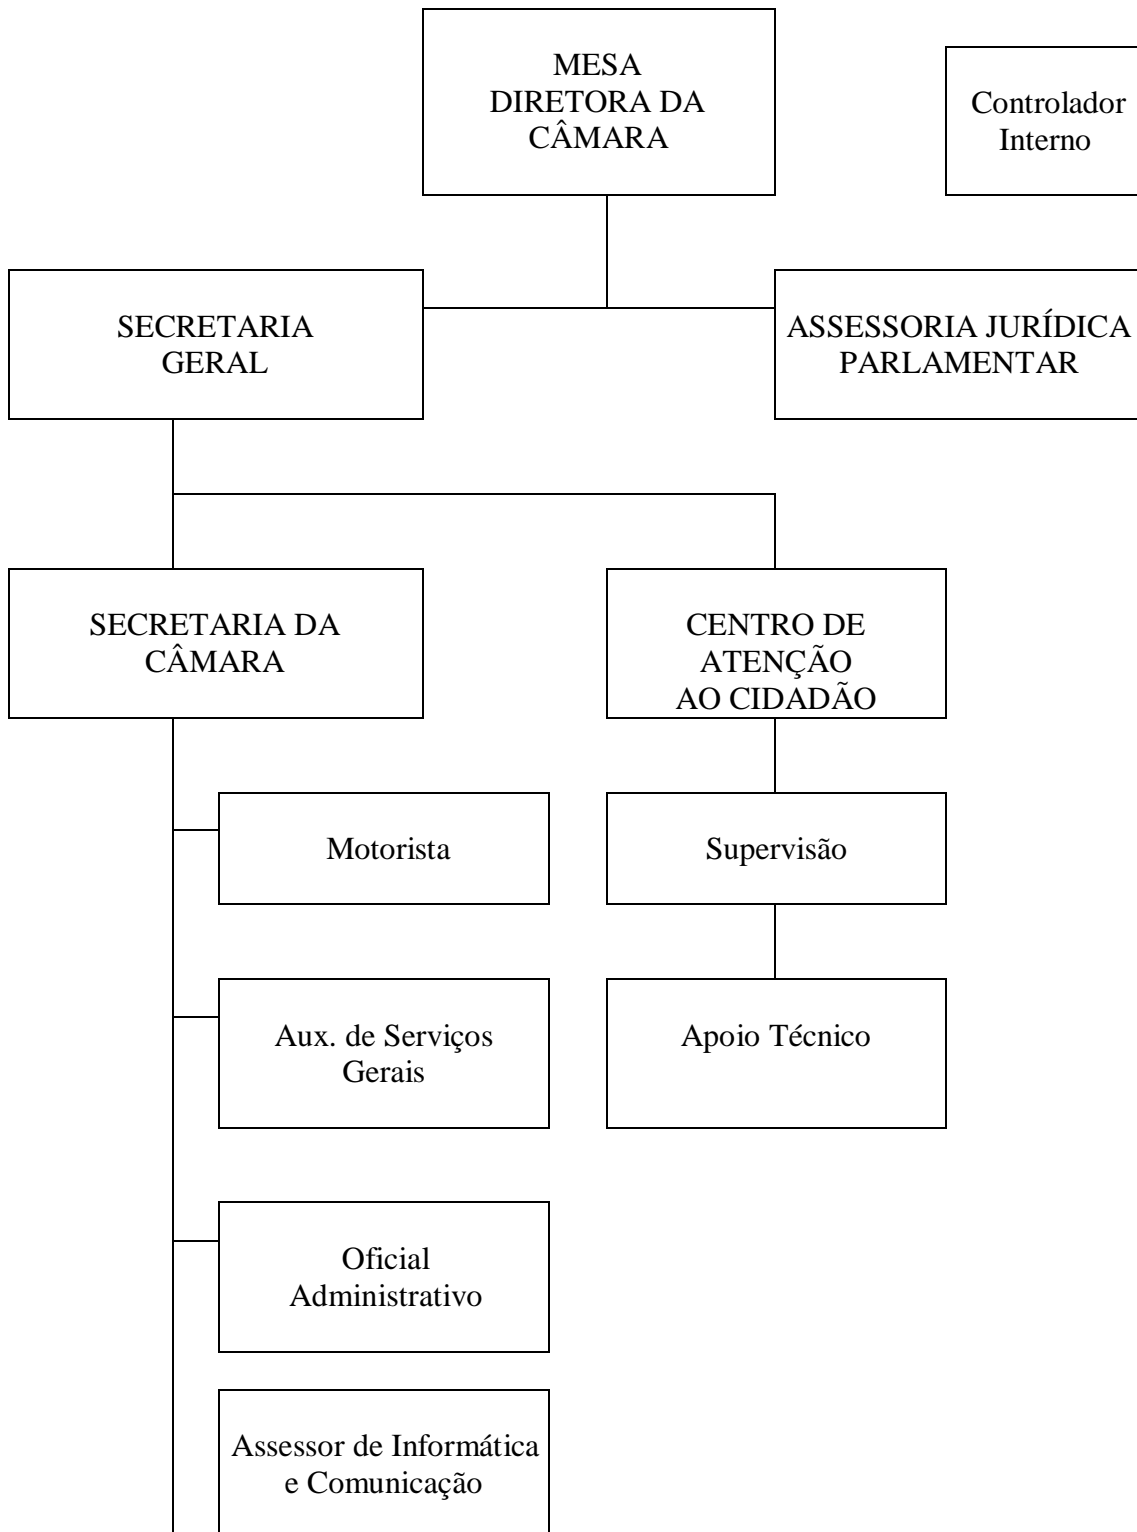 MESA
DIRETORA DA
CÂMARA
Controlador
Interno
SECRETARIA
GERAL
ASSESSORIA JURÍDICA
PARLAMENTAR
SECRETARIA DA
CÂMARA
CENTRO DE
ATENÇÃO
AO CIDADÃO
Motorista
Supervisão
Aux. de Serviços
Gerais
Apoio Técnico
Oficial
Administrativo
Assessor de Informática
e Comunicação